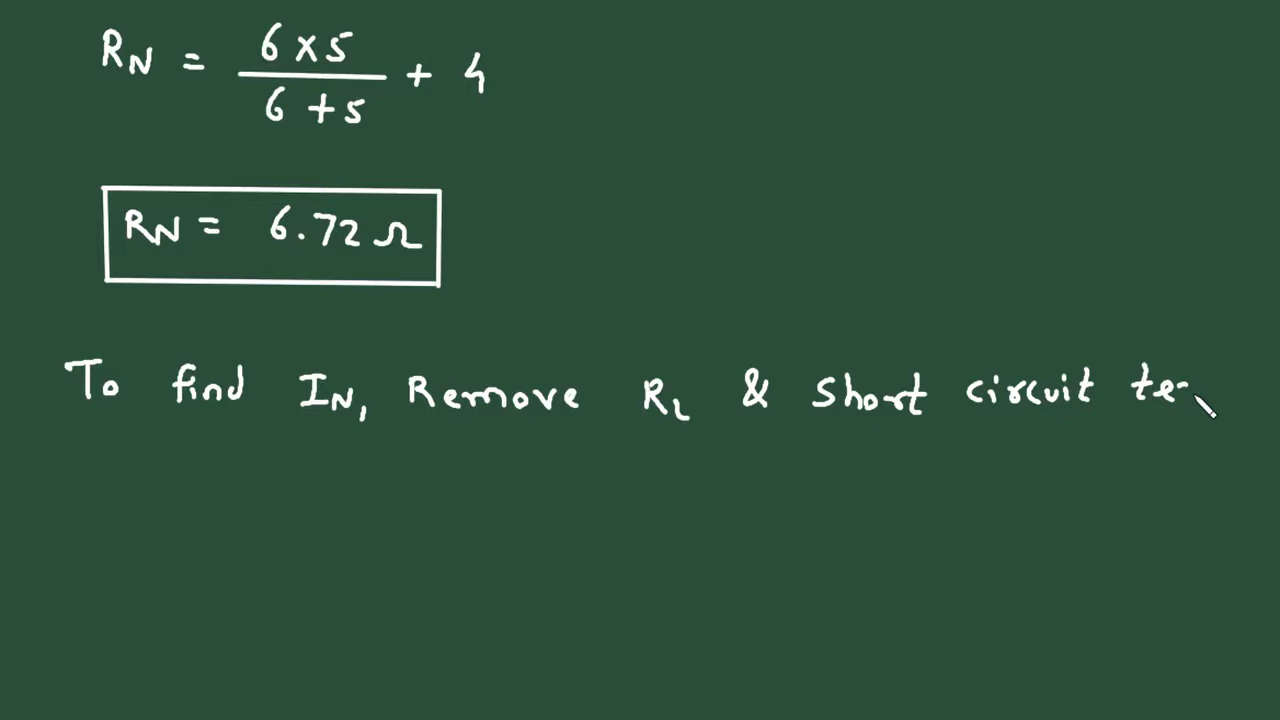 RN = 6 × 5 / 6 + 5 + 4
RN = 6.72 Ω
To find IN, Remove RL & Short circuit te